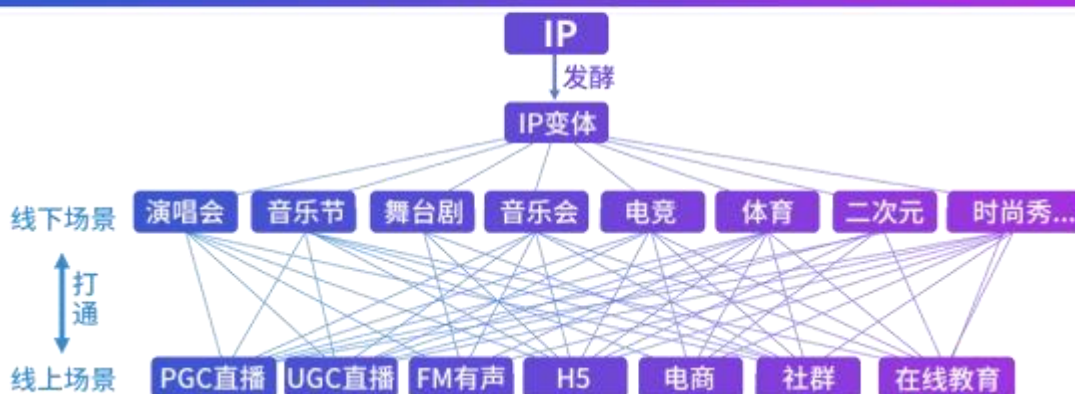 IP
发酵
IP变体
线下场景 演唱会 音乐节 舞台剧 音乐会 电竞 体育 二次元 时尚秀...
打
通
线上场景 PGC直播 UGC直播 FM有声 H5 电商 社群 在线教育